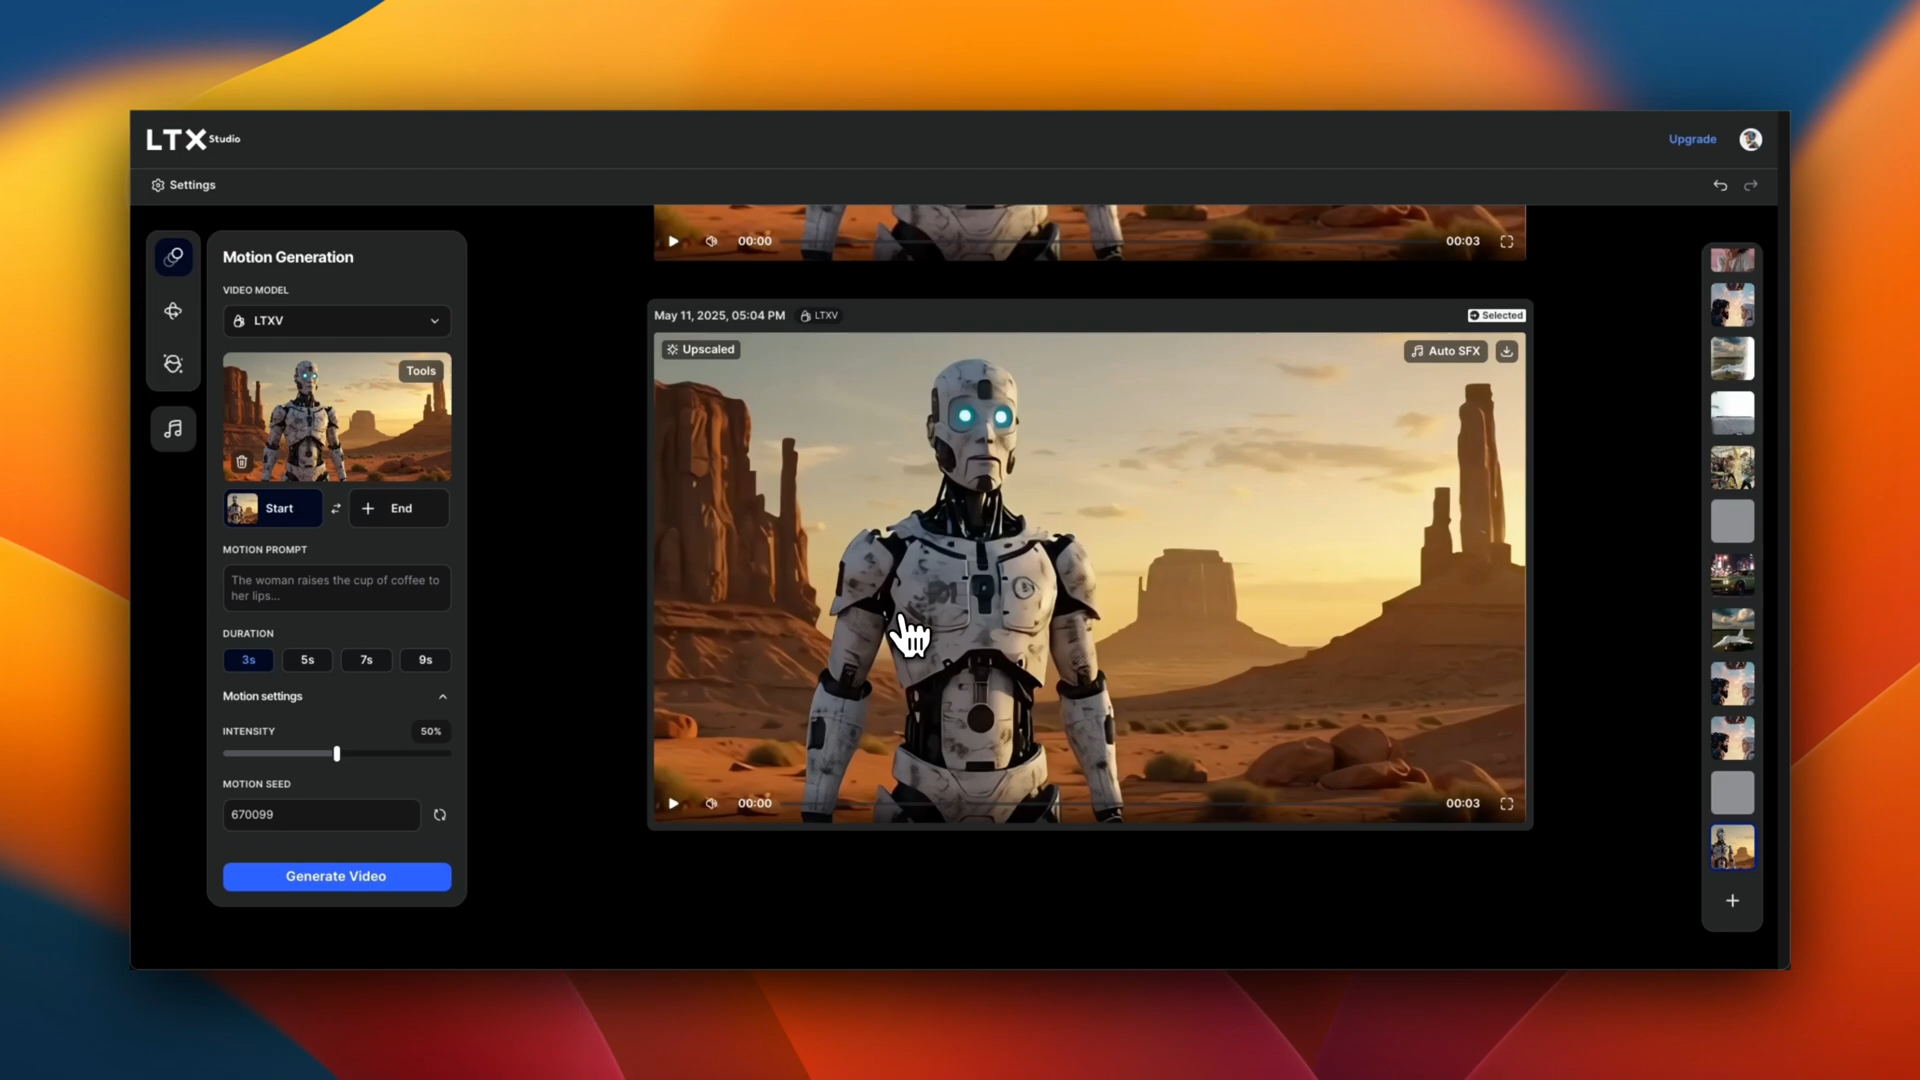 LTX Studio
Upgrade
Settings
Motion Generation
VIDEO MODEL
LTXV
Tools
Start
End
MOTION PROMPT
The woman raises the cup of coffee to
her lips...
DURATION
3s 5s 7s 9s
Motion settings
INTENSITY 50%
MOTION SEED
670099
Generate Video
00:00 00:03
May 11, 2025, 05:04 PM LTXV Selected
Upscaled Auto SFX
00:00 00:03